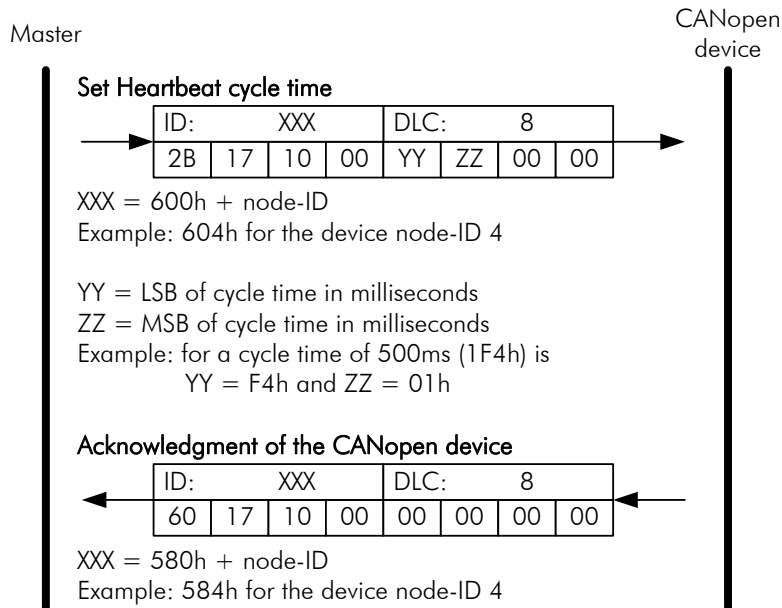 Master
CANopen
device
Set Heartbeat cycle time
ID: XXX DLC: 8
2B 17 10 00 YY ZZ 00 00
XXX = 600h + node-ID
Example: 604h for the device node-ID 4
YY = LSB of cycle time in milliseconds
ZZ = MSB of cycle time in milliseconds
Example: for a cycle time of 500ms (1F4h) is
YY = F4h and ZZ = 01h
Acknowledgment of the CANopen device
ID: XXX DLC: 8
60 17 10 00 00 00 00 00
XXX = 580h + node-ID
Example: 584h for the device node-ID 4